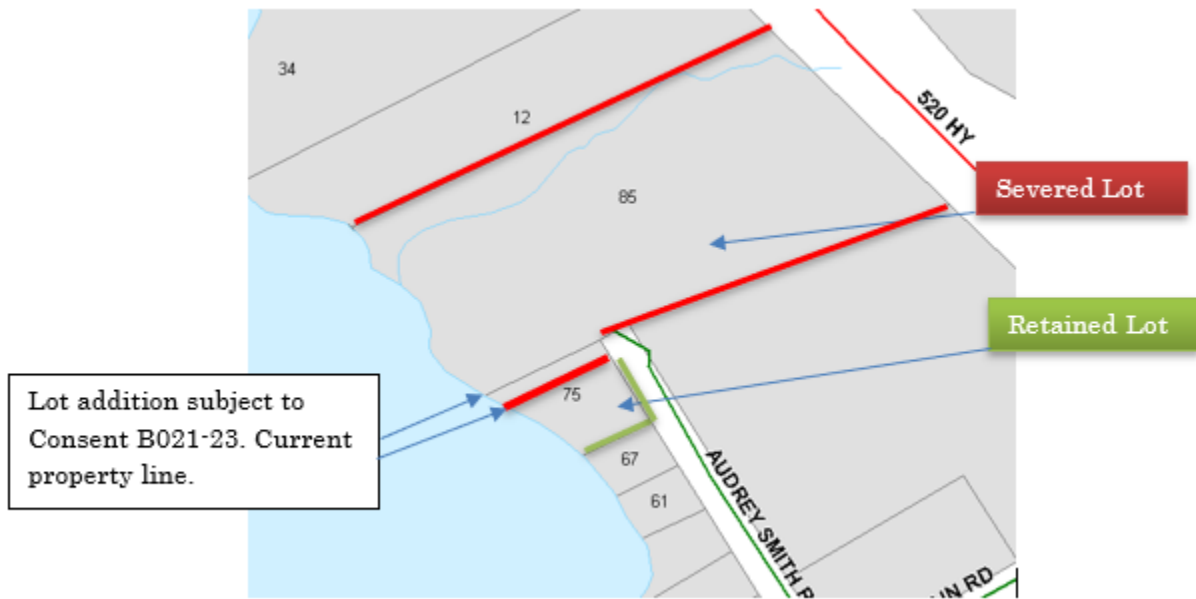 34
12
520 HY
Severed Lot
85
Retained Lot
Lot addition subject to
Consent B021-23. Current
property line.
75
67
61
AUDREY SMITH R
RD